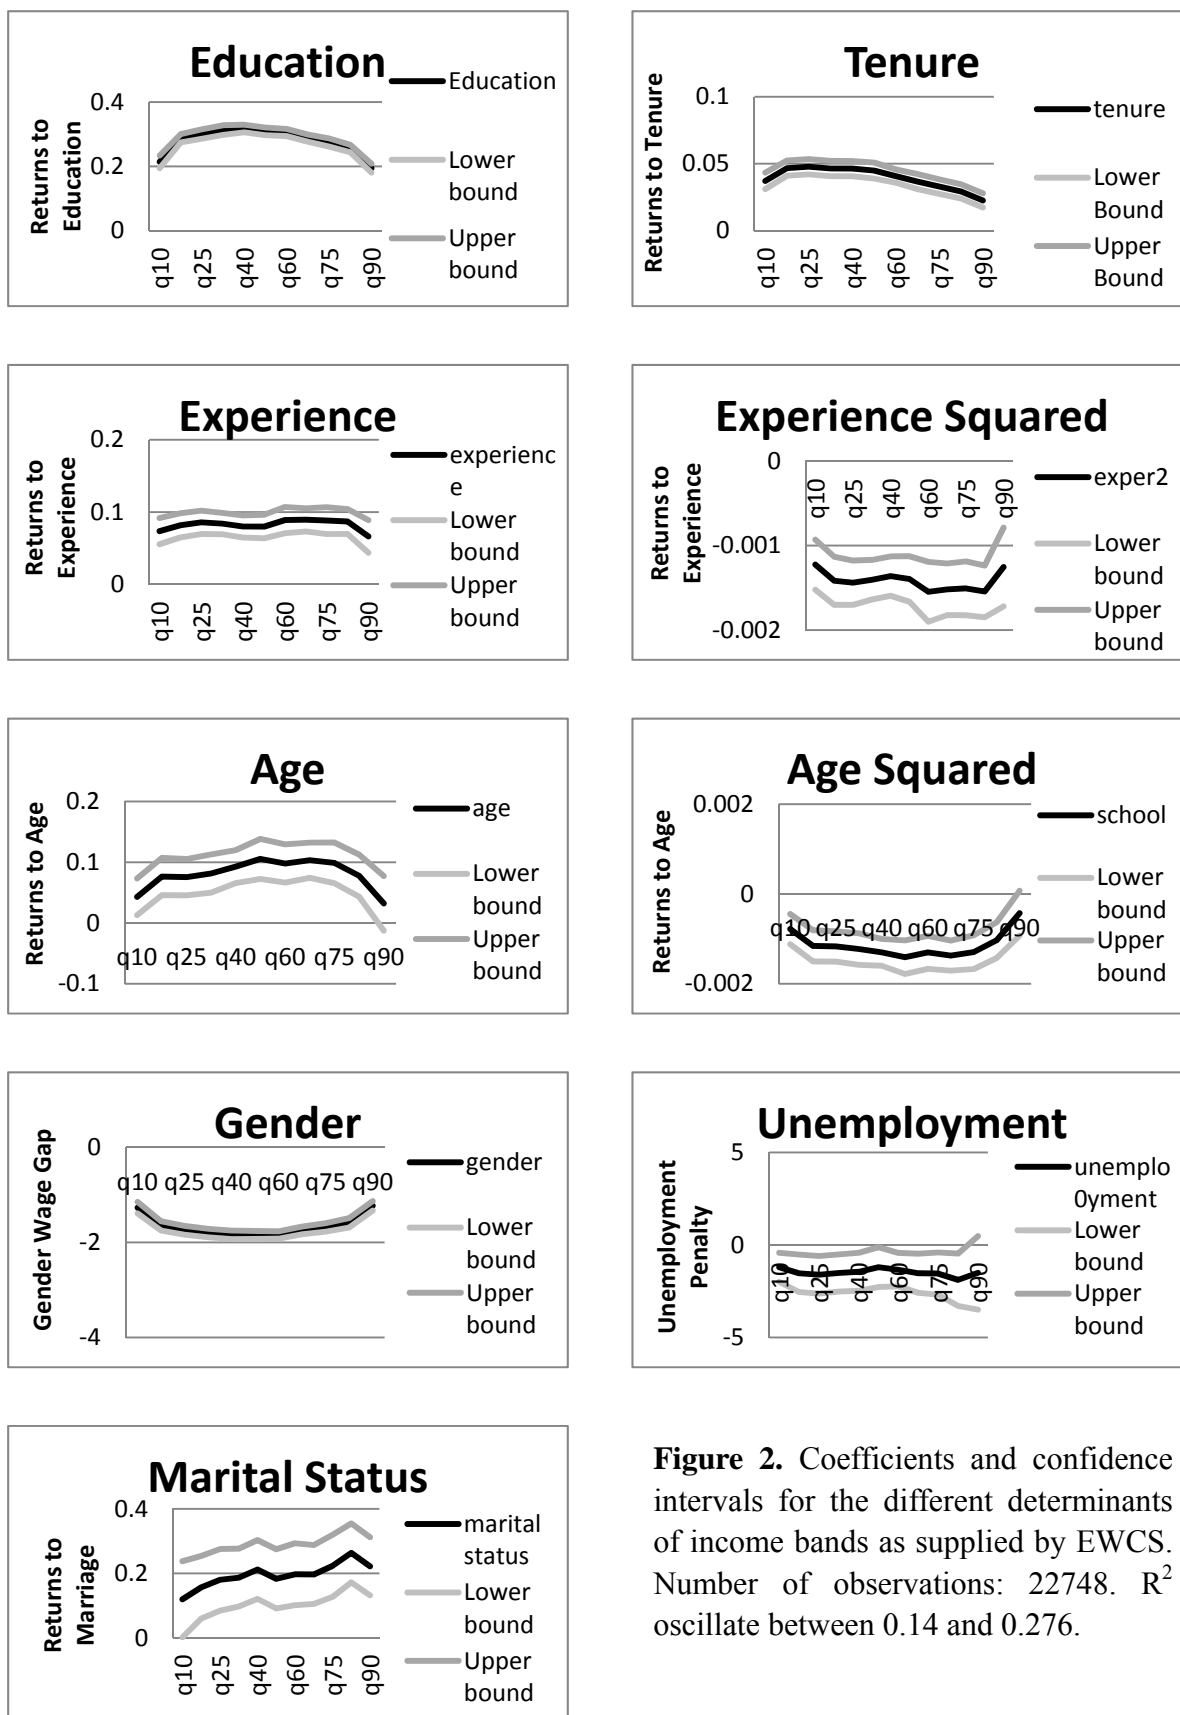 Education
Returns to
Education
0.4
0.2
0
q10
q25
q40
q60
q75
q90
Education
Lower
bound
Upper
bound
Tenure
Returns to Tenure
0.1
0.05
0
q10
q25
q40
q60
q75
q90
tenure
Lower
Bound
Upper
Bound
Experience
Returns to
Experience
0.2
0.1
0
q10
q25
q40
q60
q75
q90
experienc
e
Lower
bound
Upper
bound
Experience Squared
Returns to
Experience
0
-0.001
-0.002
q10
q25
q40
q60
q75
q90
exper2
Lower
bound
Upper
bound
Age
Returns to Age
0.2
0.1
0
-0.1
q10 q25 q40 q60 q75 q90
age
Lower
bound
Upper
bound
Age Squared
Returns to Age
0.002
0
-0.002
q10 q25 q40 q60 q75 q90
school
Lower
bound
Upper
bound
Gender
Gender Wage Gap
0
-2
-4
q10 q25 q40 q60 q75 q90
gender
Lower
bound
Upper
bound
Unemployment
Unemployment
Penalty
5
0
-5
q10
q25
q40
q60
q75
q90
unemplo
0yment
Lower
bound
Upper
bound
Marital Status
Returns to
Marriage
0.4
0.2
0
q10
q25
q40
q60
q75
q90
marital
status
Lower
bound
Upper
bound
Figure 2. Coefficients and confidence
intervals for the different determinants
of income bands as supplied by EWCS.
Number of observations: 22748. R²
oscillate between 0.14 and 0.276.